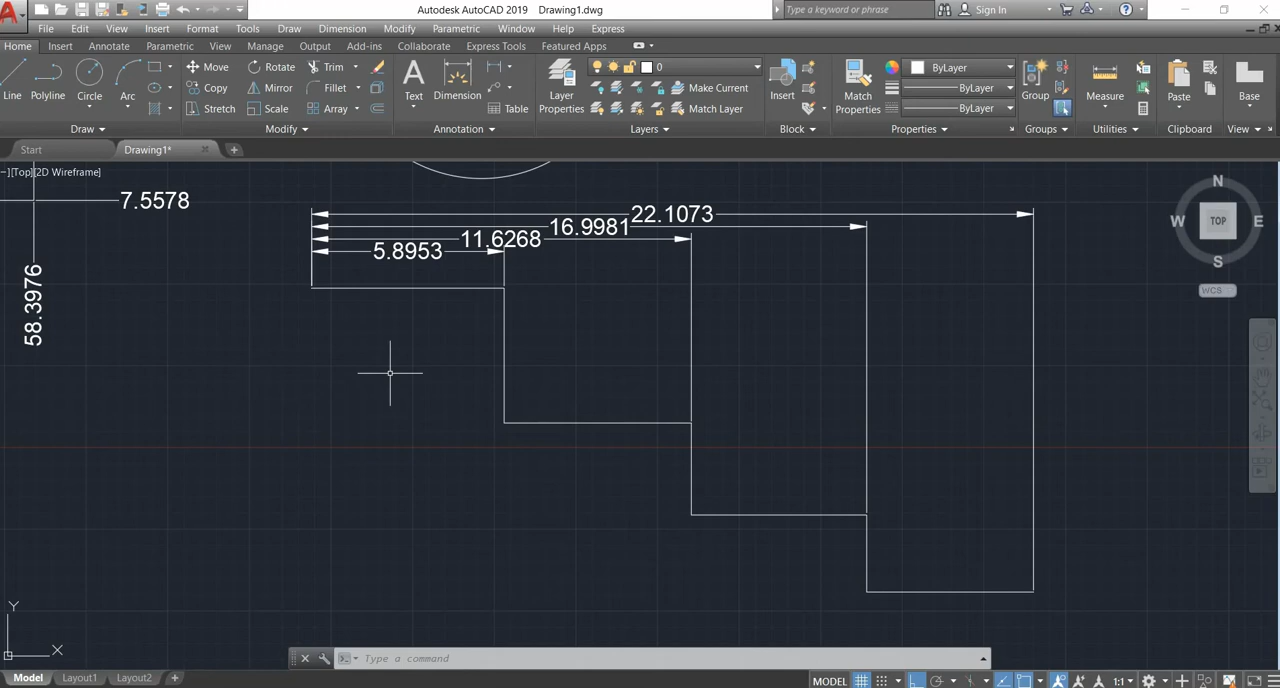 Autodesk AutoCAD 2019 Drawing1.dwg
Type a keyword or phrase
Sign In
File Edit View Insert Format Tools Draw Dimension Modify Parametric Window Help Express
Home Insert Annotate Parametric View Manage Output Add-ins Collaborate Express Tools Featured Apps
Line Polyline Circle Arc
Move Rotate Trim
Copy Mirror Fillet
Stretch Scale Array
Text Dimension Table
Layer Properties
0
Make Current
Match Layer
Insert
Match Properties
ByLayer
ByLayer
ByLayer
Group
Measure
Paste
Base
Draw Modify Annotation Layers Block Properties Groups Utilities Clipboard View
Start Drawing1*
[Top][2D Wireframe]
7.5578
58.3976
22.1073
16.9981
11.6268
5.8953
N
W TOP E
S
WCS
Y
X
Type a command
Model Layout1 Layout2
MODEL 1:1